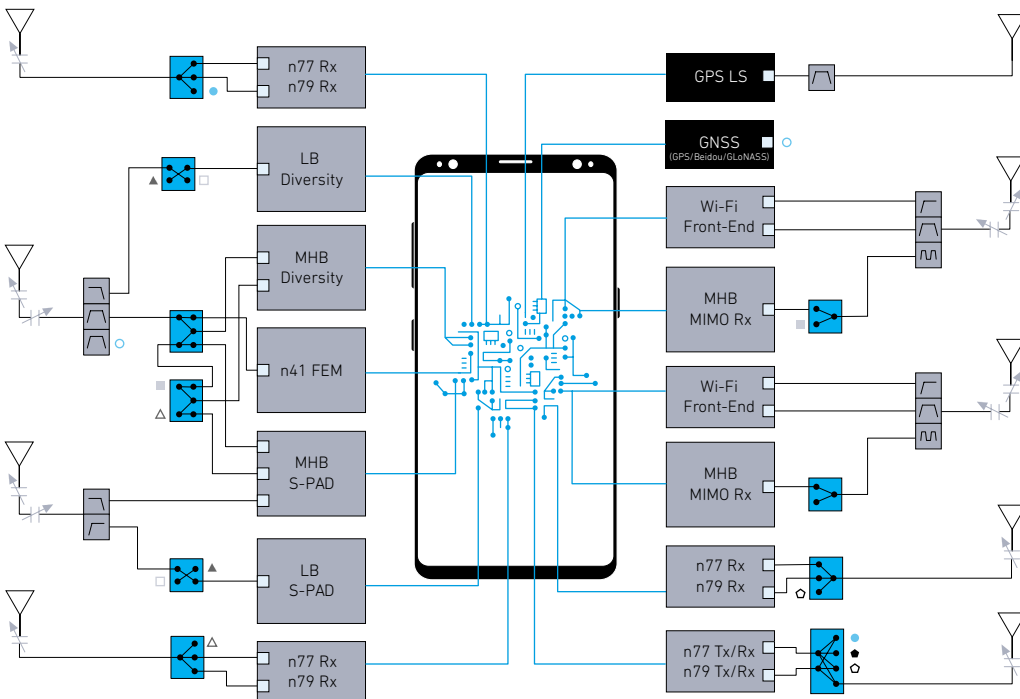 n77 Rx
n79 Rx
LB
Diversity
MHB
Diversity
n41 FEM
MHB
S-PAD
LB
S-PAD
n77 Rx
n79 Rx
GPS LS
GNSS
(GPS/Beidou/GLoNASS)
Wi-Fi
Front-End
MHB
MIMO Rx
Wi-Fi
Front-End
MHB
MIMO Rx
n77 Rx
n79 Rx
n77 Tx/Rx
n79 Tx/Rx